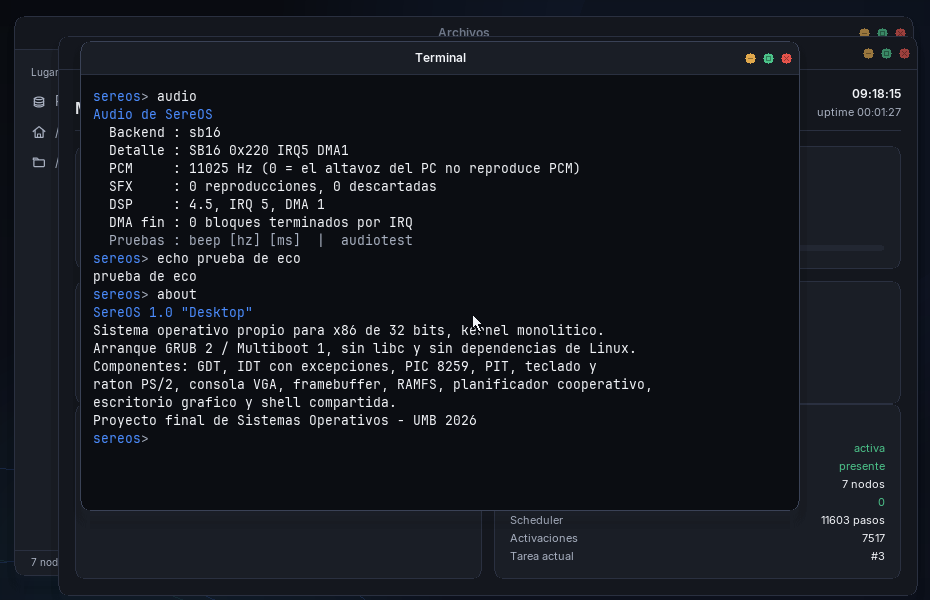 Archivos
Terminal
Lugar
09:18:15
uptime 00:01:27
sereos> audio
Audio de SereOS
Backend : sb16
Detalle : SB16 0x220 IRQ5 DMA1
PCM     : 11025 Hz (0 = el altavoz del PC no reproduce PCM)
SFX     : 0 reproducciones, 0 descartadas
DSP     : 4.5, IRQ 5, DMA 1
DMA fin : 0 bloques terminados por IRQ
Pruebas : beep [hz] [ms]  |  audiotest
sereos> echo prueba de eco
prueba de eco
sereos> about
SereOS 1.0 "Desktop"
Sistema operativo propio para x86 de 32 bits, kernel monolitico.
Arranque GRUB 2 / Multiboot 1, sin libc y sin dependencias de Linux.
Componentes: GDT, IDT con excepciones, PIC 8259, PIT, teclado y
raton PS/2, consola VGA, framebuffer, RAMFS, planificador cooperativo,
escritorio grafico y shell compartida.
Proyecto final de Sistemas Operativos - UMB 2026
sereos>
activa
presente
7 nodos
0
Scheduler 11603 pasos
Activaciones 7517
Tarea actual #3
7 nod